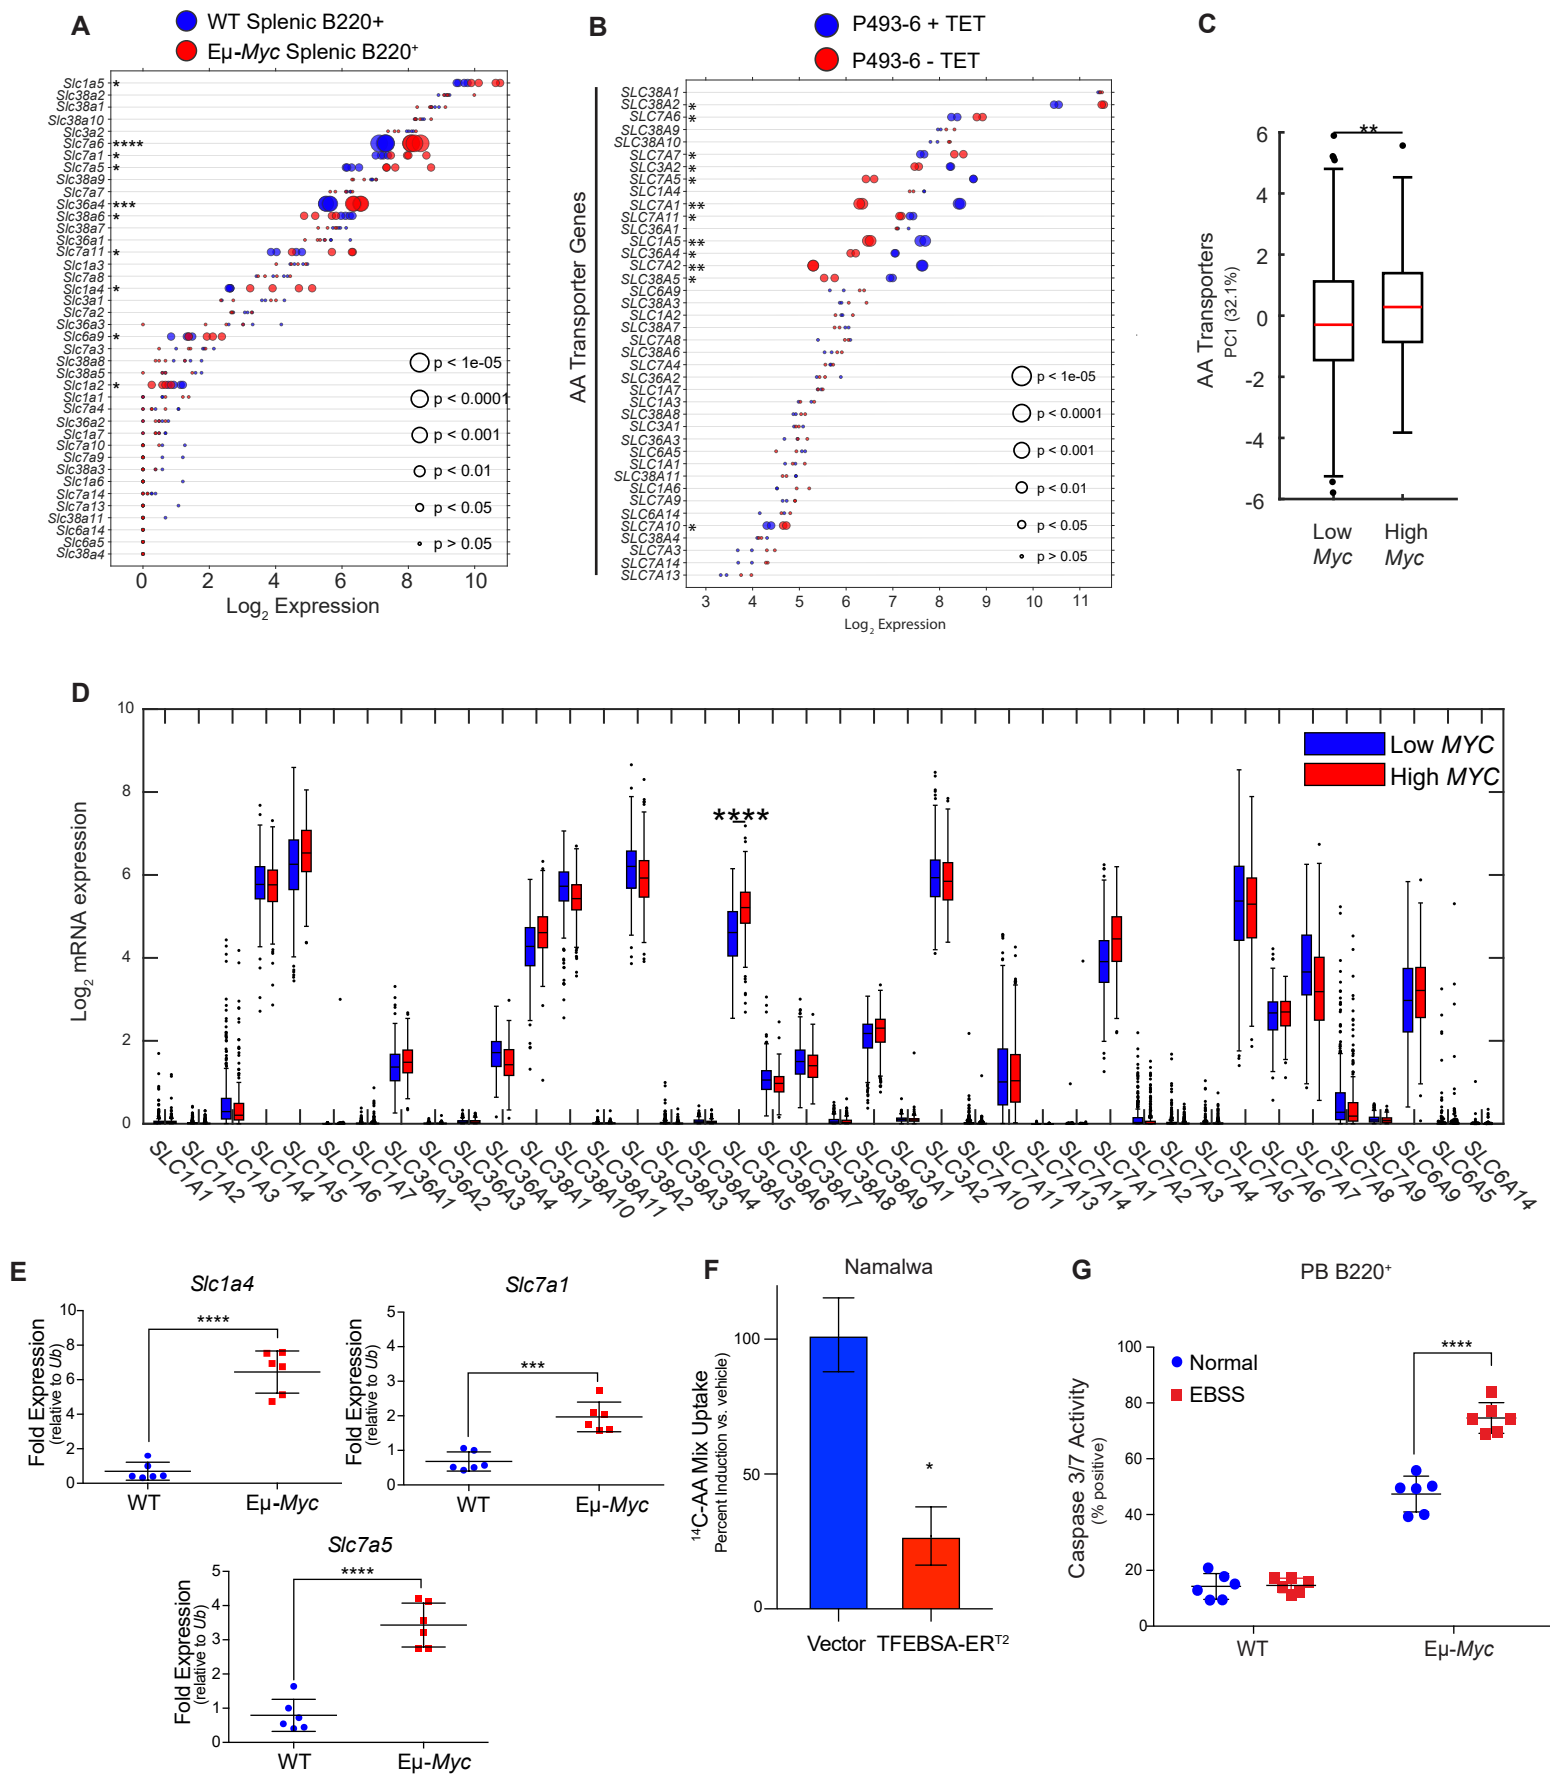 A
WT Splenic B220+
Eμ-Myc Splenic B220+
Slc1a5 *
Slc38a2
Slc38a1
Slc38a10
Slc3a2
Slc7a6 ****
Slc7a1 *
Slc7a5 *
Slc38a9
Slc7a7
Slc36a4 ***
Slc38a6 *
Slc38a7
Slc36a1
Slc7a11 *
Slc1a3
Slc7a8
Slc1a4 *
Slc3a1
Slc7a2
Slc36a3
Slc6a9 *
Slc7a3
Slc38a8
Slc38a5
Slc1a2 *
Slc1a1
Slc7a4
Slc36a2
Slc1a7
Slc7a10
Slc7a9
Slc38a3
Slc1a6
Slc7a14
Slc7a13
Slc38a11
Slc6a14
Slc6a5
Slc38a4
p < 1e-05
p < 0.0001
p < 0.001
p < 0.01
p < 0.05
p > 0.05
0 2 4 6 8 10
Log2 Expression
B
P493-6 + TET
P493-6 - TET
AA Transporter Genes
SLC38A1
SLC38A2 *
SLC7A6 *
SLC38A9
SLC38A10
SLC7A7 *
SLC3A2 *
SLC7A5 *
SLC1A4
SLC7A1 **
SLC7A11 *
SLC36A1
SLC1A5 **
SLC36A4 *
SLC7A2 **
SLC38A5 *
SLC6A9
SLC38A3
SLC1A2
SLC38A7
SLC7A8
SLC38A6
SLC7A4
SLC36A2
SLC1A7
SLC1A3
SLC38A8
SLC3A1
SLC36A3
SLC6A5
SLC1A1
SLC38A11
SLC1A6
SLC7A9
SLC6A14
SLC7A10 *
SLC38A4
SLC7A3
SLC7A14
SLC7A13
p < 1e-05
p < 0.0001
p < 0.001
p < 0.01
p < 0.05
p > 0.05
3 4 5 6 7 8 9 10 11
Log2 Expression
C
AA Transporters
PC1 (32.1%)
**
6
4
2
0
-2
-4
-6
Low Myc
High Myc
D
Log2 mRNA expression
10
8
6
4
2
0
Low MYC
High MYC
****
SLC1A1 SLC1A2 SLC1A3 SLC1A4 SLC1A5 SLC1A6 SLC1A7 SLC36A1 SLC36A2 SLC36A3 SLC36A4 SLC38A1 SLC38A10 SLC38A11 SLC38A2 SLC38A3 SLC38A4 SLC38A5 SLC38A6 SLC38A7 SLC38A8 SLC38A9 SLC3A1 SLC3A2 SLC7A10 SLC7A11 SLC7A13 SLC7A14 SLC7A1 SLC7A2 SLC7A3 SLC7A4 SLC7A5 SLC7A6 SLC7A7 SLC7A8 SLC7A9 SLC6A9 SLC6A5 SLC6A14
E
Slc1a4
Fold Expression
(relative to Ub)
10
8
6
4
2
0
****
WT Eμ-Myc
Slc7a1
Fold Expression
(relative to Ub)
5
4
3
2
1
0
***
WT Eμ-Myc
Slc7a5
Fold Expression
(relative to Ub)
5
4
3
2
1
0
****
WT Eμ-Myc
F
Namalwa
14C-AA Mix Uptake
Percent Induction vs. vehicle)
100
50
0
*
Vector TFEBSA-ERT2
G
PB B220+
Caspase 3/7 Activity
(% positive)
100
80
60
40
20
0
Normal
EBSS
****
WT Eμ-Myc